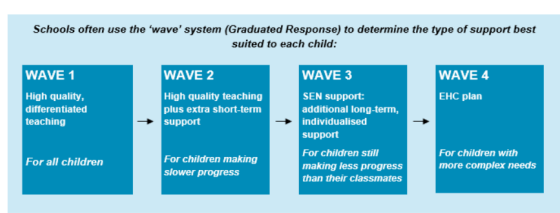 Schools often use the ‘wave’ system (Graduated Response) to determine the type of support best
suited to each child:
WAVE 1
High quality,
differentiated
teaching
For all children
WAVE 2
High quality teaching
plus extra short-term
support
For children making
slower progress
WAVE 3
SEN support:
additional long-term,
individualised
support
For children still
making less progress
than their classmates
WAVE 4
EHC plan
For children with
more complex needs